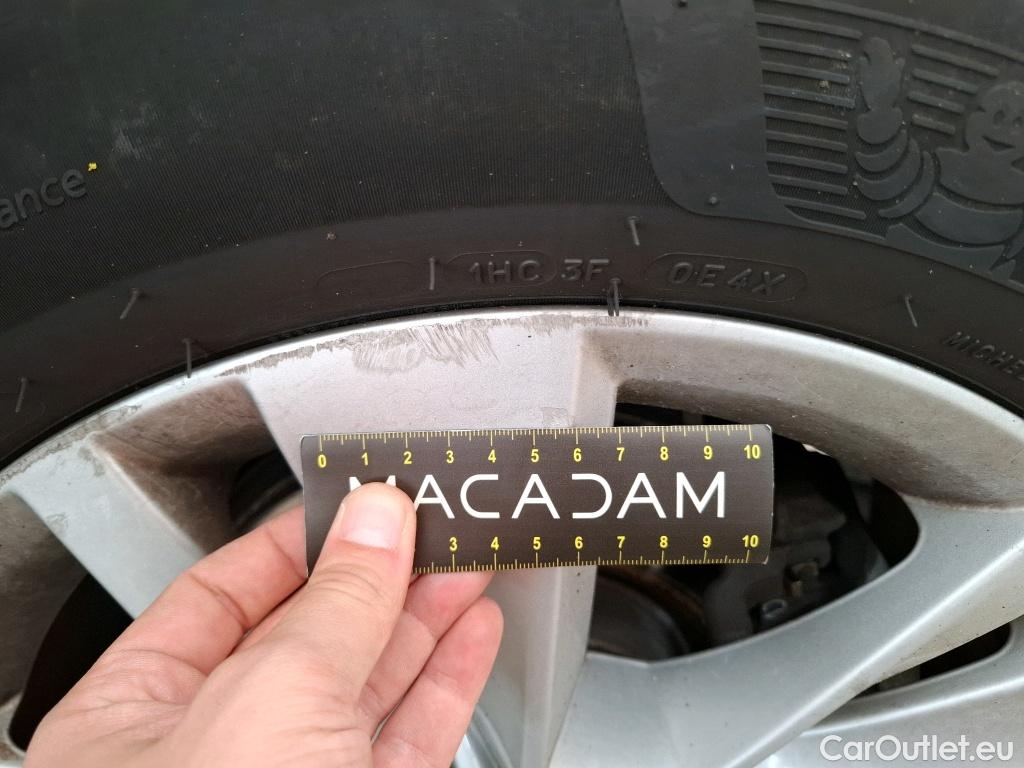 ance
1HC 3F 0E4X
MICHE
0 1 2 3 4 5 6 7 8 9 10
MACADAM
3 4 5 6 7 8 9 10
CarOutlet.eu